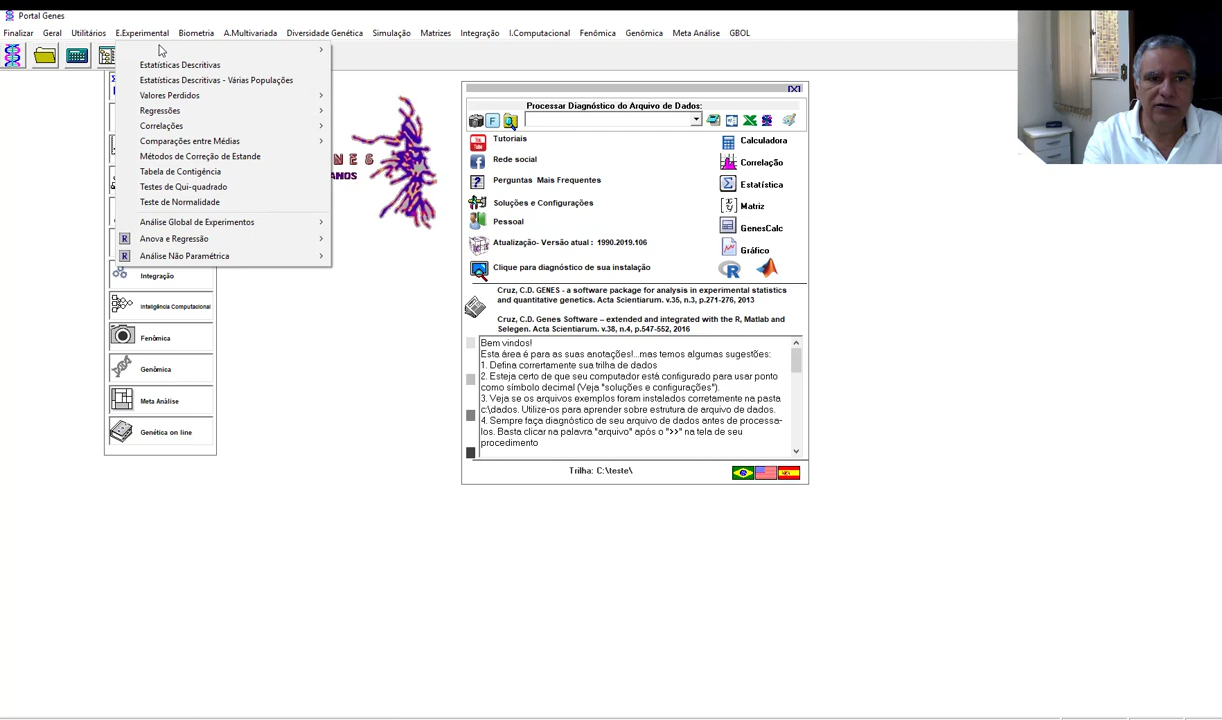 Portal Genes
Finalizar Geral Utilitários E.Experimental Biometria A.Multivariada Diversidade Genética Simulação Matrizes Integração I.Computacional Fenômica Genómica Meta Análise GBOL
Estatísticas Descritivas
Estatísticas Descritivas - Várias Populações
Valores Perdidos
Regressões
Correlações
Comparações entre Médias
Métodos de Correção de Estande
Tabela de Contigência
Testes de Qui-quadrado
Teste de Normalidade
Análise Global de Experimentos
R Anova e Regressão
R Análise Não Paramétrica
Integração
Inteligência Computacional
Fenômica
Genômica
Meta Análise
Genética on line
N E S
ANOS
[X]
Processar Diagnóstico do Arquivo de Dados:
F
Tutoriais
Rede social
Perguntas Mais Frequentes
Soluções e Configurações
Pessoal
Atualização- Versão atual : 1990.2019.106
Clique para diagnóstico de sua instalação
Calculadora
Correlação
Estatística
Matriz
GenesCalc
Gráfico
Cruz, C.D. GENES - a software package for analysis in experimental statistics
and quantitative genetics. Acta Scientiarum. v.35, n.3, p.271-276, 2013
Cruz, C.D. Genes Software – extended and integrated with the R, Matlab and
Selegen. Acta Scientiarum. v.38, n.4, p.547-552, 2016
Bem vindos!
Esta área é para as suas anotações!...mas temos algumas sugestões:
1. Defina corrertamente sua trilha de dados
2. Esteja certo de que seu computador está configurado para usar ponto
como símbolo decimal (Veja "soluções e configurações").
3. Veja se os arquivos exemplos foram instalados corretamente na pasta
c:\dados. Utilize-os para aprender sobre estrutura de arquivo de dados.
4. Sempre faça diagnóstico de seu arquivo de dados antes de processa-
los. Basta clicar na palavra "arquivo" após o ">>" na tela de seu
procedimento
Trilha: C:\teste\